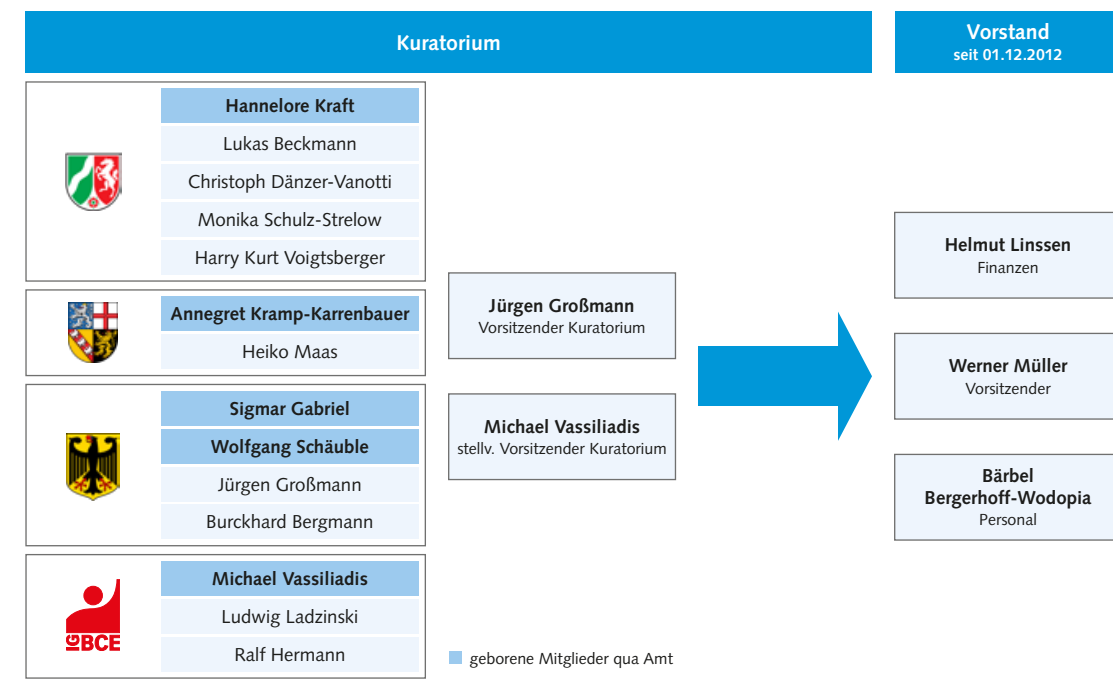 Kuratorium
Vorstand
seit 01.12.2012
Hannelore Kraft
Lukas Beckmann
Christoph Dänzer-Vanotti
Monika Schulz-Strelow
Harry Kurt Voigtsberger
Annegret Kramp-Karrenbauer
Heiko Maas
Sigmar Gabriel
Wolfgang Schäuble
Jürgen Großmann
Burckhard Bergmann
IGBCE
Michael Vassiliadis
Ludwig Ladzinski
Ralf Hermann
Jürgen Großmann
Vorsitzender Kuratorium
Michael Vassiliadis
stellv. Vorsitzender Kuratorium
geborene Mitglieder qua Amt
Helmut Linssen
Finanzen
Werner Müller
Vorsitzender
Bärbel
Bergerhoff-Wodopia
Personal